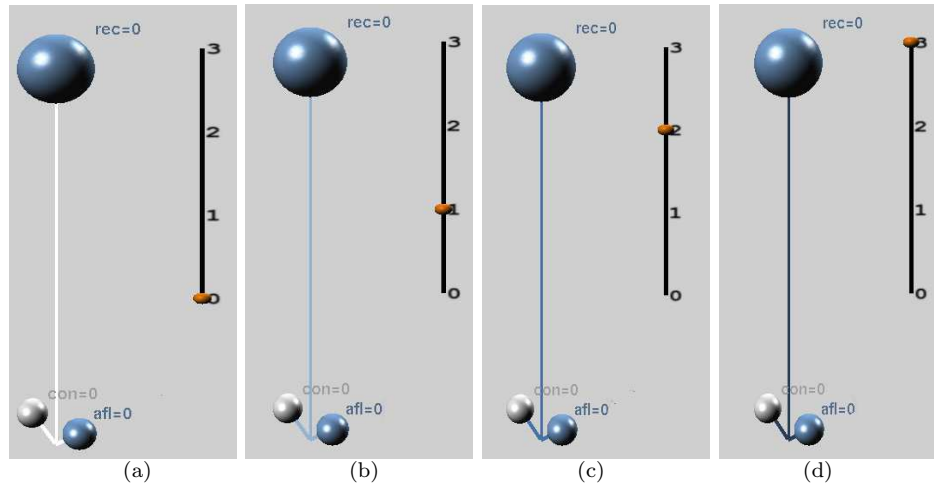 rec=0
3
2
1
0
con=0
afl=0
(a)
rec=0
3
2
1
0
con=0
afl=0
(b)
rec=0
3
2
1
0
con=0
afl=0
(c)
rec=0
3
2
1
0
con=0
afl=0
(d)